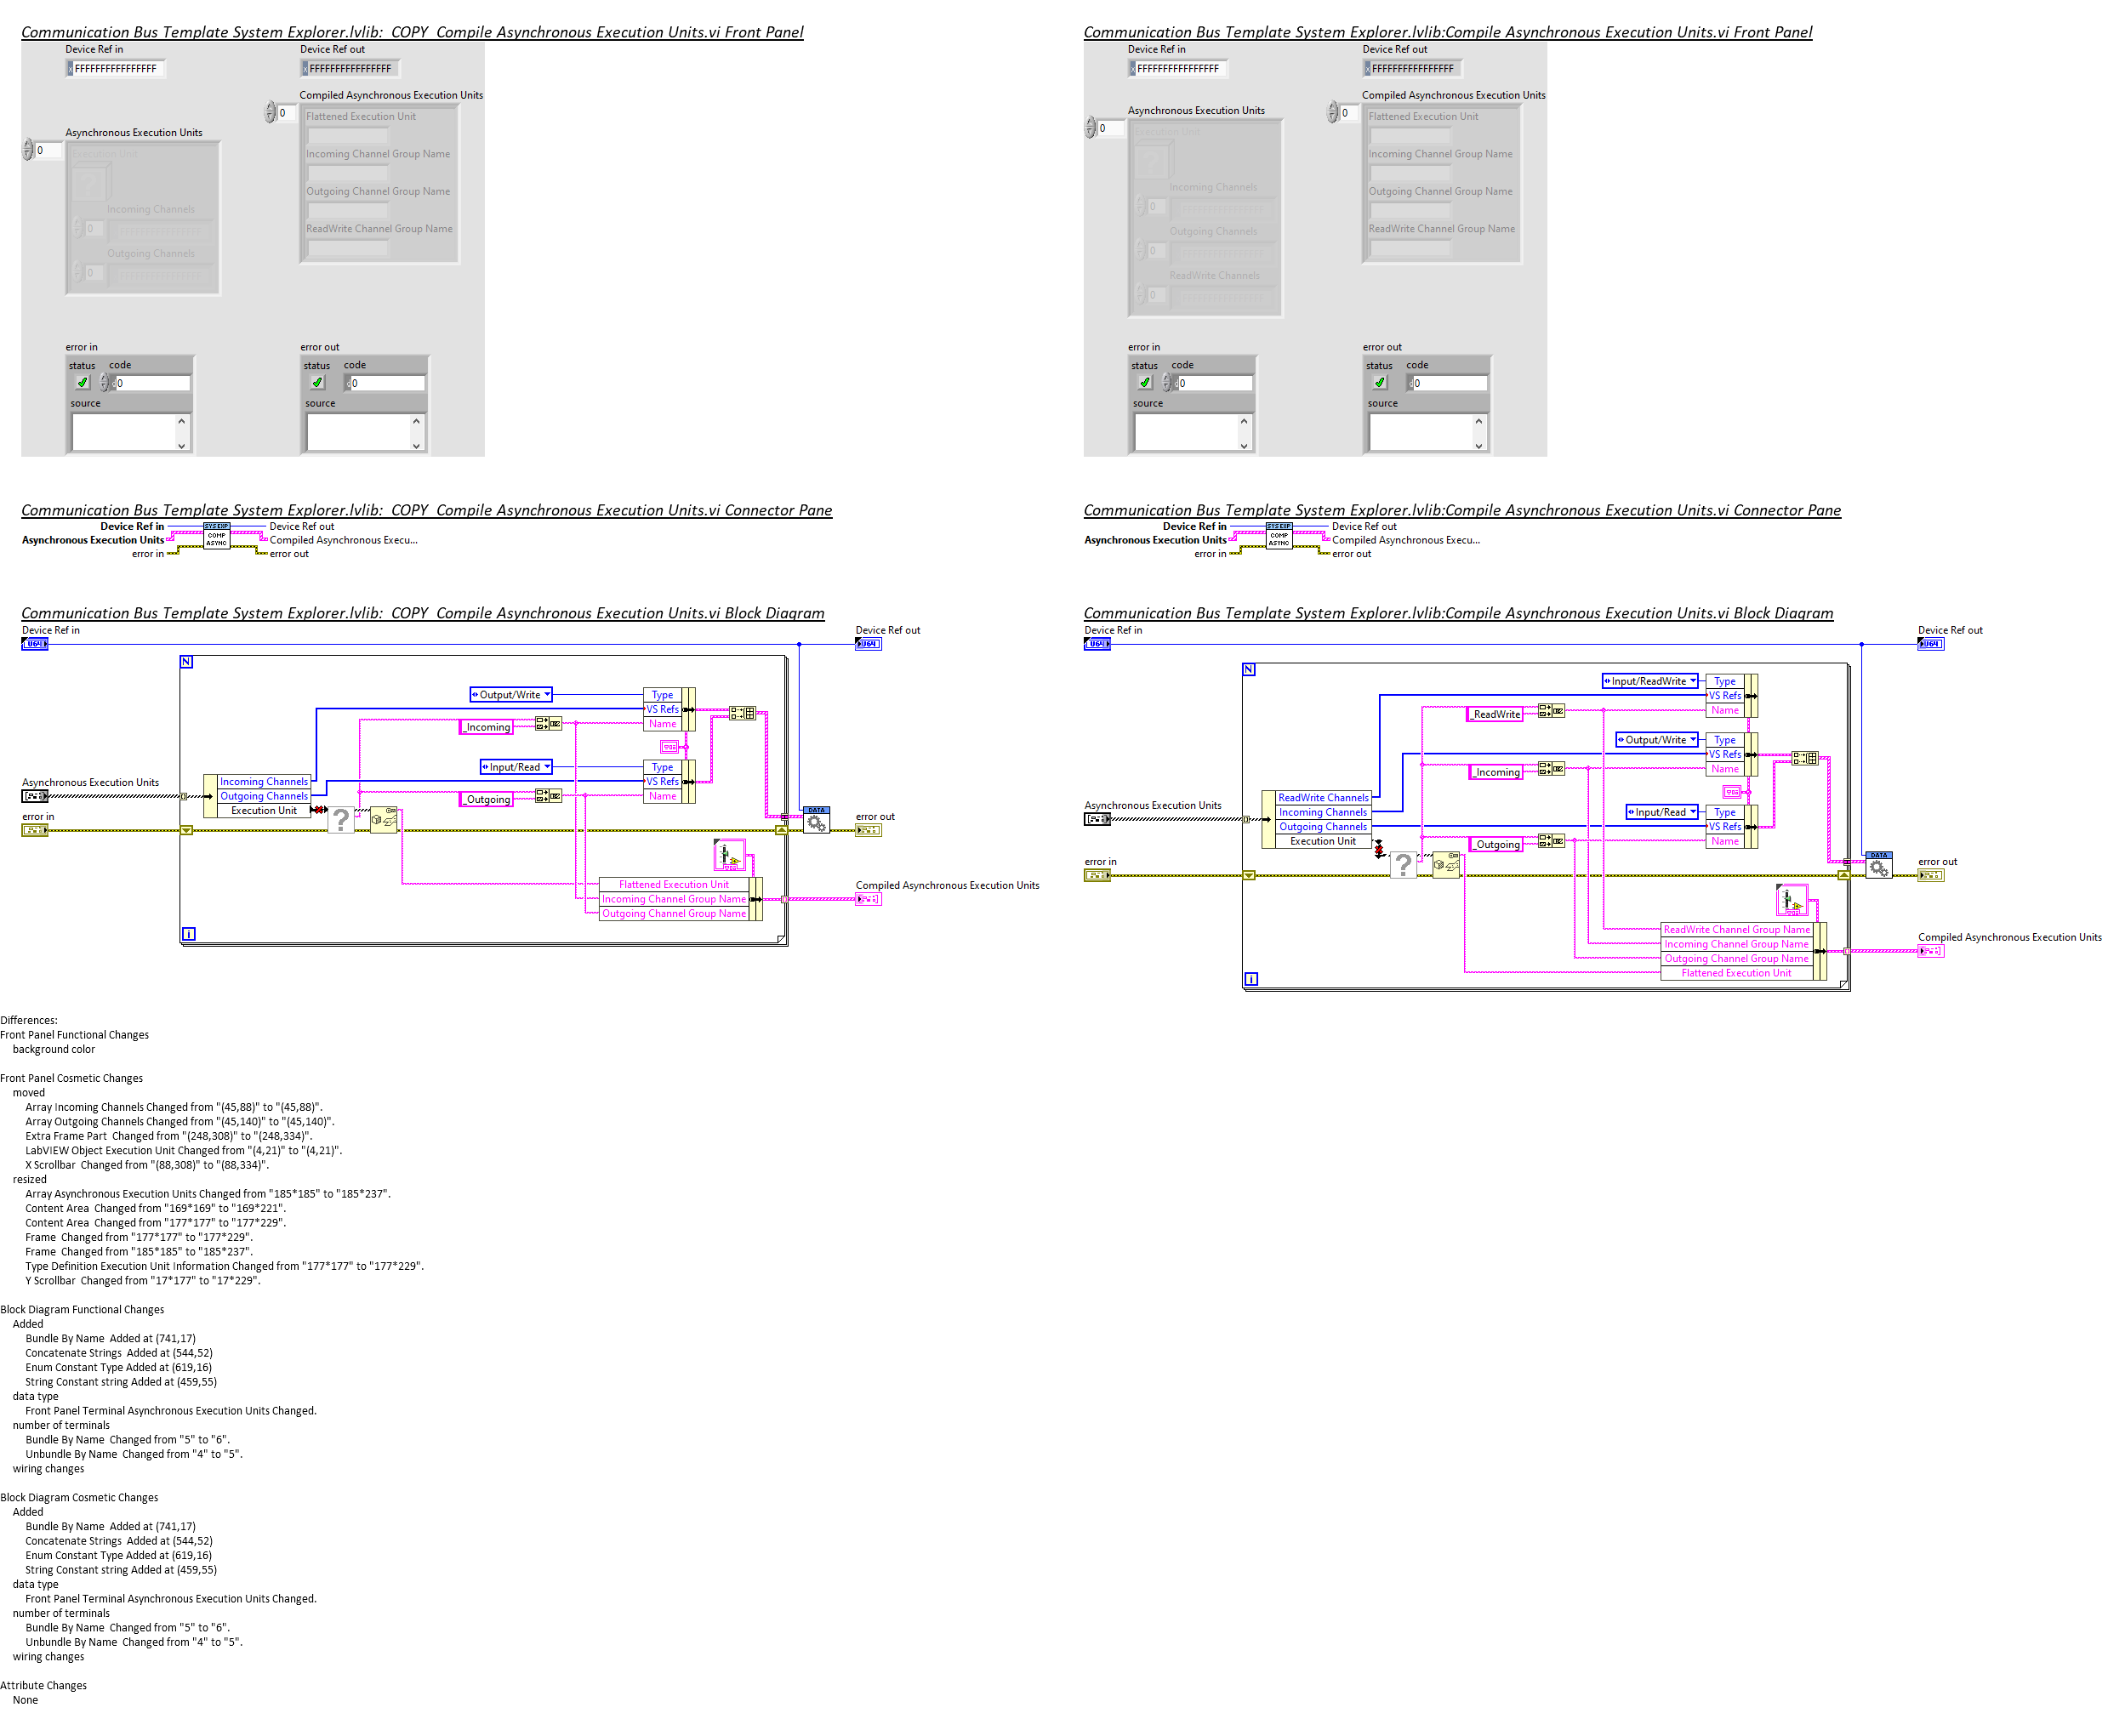 Communication Bus Template System Explorer.lvlib:  COPY  Compile Asynchronous Execution Units.vi Front Panel
Device Ref in
Device Ref out
x FFFFFFFFFFFFFFFF
x FFFFFFFFFFFFFFFF
Compiled Asynchronous Execution Units
0
Flattened Execution Unit
Asynchronous Execution Units
0
Execution Unit
Incoming Channel Group Name
Outgoing Channel Group Name
Incoming Channels
0
ReadWrite Channel Group Name
Outgoing Channels
0
error in
error out
status
code
status
code
d0
d0
source
source
Communication Bus Template System Explorer.lvlib:Compile Asynchronous Execution Units.vi Front Panel
Device Ref in
Device Ref out
x FFFFFFFFFFFFFFFF
x FFFFFFFFFFFFFFFF
Compiled Asynchronous Execution Units
0
Flattened Execution Unit
Asynchronous Execution Units
0
Execution Unit
Incoming Channel Group Name
Incoming Channels
0
Outgoing Channel Group Name
Outgoing Channels
0
ReadWrite Channel Group Name
ReadWrite Channels
0
error in
error out
status
code
status
code
d0
d0
source
source
Communication Bus Template System Explorer.lvlib:  COPY  Compile Asynchronous Execution Units.vi Connector Pane
Device Ref in
SYS EXP
Device Ref out
Asynchronous Execution Units
COMP
ASYNC
Compiled Asynchronous Execu...
error in
error out
Communication Bus Template System Explorer.lvlib:Compile Asynchronous Execution Units.vi Connector Pane
Device Ref in
SYS EXP
Device Ref out
Asynchronous Execution Units
COMP
ASYNC
Compiled Asynchronous Execu...
error in
error out
Communication Bus Template System Explorer.lvlib:  COPY  Compile Asynchronous Execution Units.vi Block Diagram
Device Ref in
Device Ref out
U64
U64
N
Output/Write
Type
VS Refs
Name
_Incoming
Input/Read
Type
VS Refs
Name
_Outgoing
Asynchronous Execution Units
Incoming Channels
Outgoing Channels
Execution Unit
?
DATA
error in
error out
Flattened Execution Unit
Incoming Channel Group Name
Outgoing Channel Group Name
Compiled Asynchronous Execution Units
i
Communication Bus Template System Explorer.lvlib:Compile Asynchronous Execution Units.vi Block Diagram
Device Ref in
Device Ref out
U64
U64
N
Input/ReadWrite
Type
VS Refs
Name
_ReadWrite
Output/Write
Type
VS Refs
Name
_Incoming
Input/Read
Type
VS Refs
Name
_Outgoing
Asynchronous Execution Units
ReadWrite Channels
Incoming Channels
Outgoing Channels
Execution Unit
?
DATA
error in
error out
ReadWrite Channel Group Name
Incoming Channel Group Name
Outgoing Channel Group Name
Flattened Execution Unit
Compiled Asynchronous Execution Units
i
Differences:
Front Panel Functional Changes
background color
Front Panel Cosmetic Changes
moved
Array Incoming Channels Changed from "(45,88)" to "(45,88)".
Array Outgoing Channels Changed from "(45,140)" to "(45,140)".
Extra Frame Part  Changed from "(248,308)" to "(248,334)".
LabVIEW Object Execution Unit Changed from "(4,21)" to "(4,21)".
X Scrollbar  Changed from "(88,308)" to "(88,334)".
resized
Array Asynchronous Execution Units Changed from "185*185" to "185*237".
Content Area  Changed from "169*169" to "169*221".
Content Area  Changed from "177*177" to "177*229".
Frame  Changed from "177*177" to "177*229".
Frame  Changed from "185*185" to "185*237".
Type Definition Execution Unit Information Changed from "177*177" to "177*229".
Y Scrollbar  Changed from "17*177" to "17*229".
Block Diagram Functional Changes
Added
Bundle By Name  Added at (741,17)
Concatenate Strings  Added at (544,52)
Enum Constant Type Added at (619,16)
String Constant string Added at (459,55)
data type
Front Panel Terminal Asynchronous Execution Units Changed.
number of terminals
Bundle By Name  Changed from "5" to "6".
Unbundle By Name  Changed from "4" to "5".
wiring changes
Block Diagram Cosmetic Changes
Added
Bundle By Name  Added at (741,17)
Concatenate Strings  Added at (544,52)
Enum Constant Type Added at (619,16)
String Constant string Added at (459,55)
data type
Front Panel Terminal Asynchronous Execution Units Changed.
number of terminals
Bundle By Name  Changed from "5" to "6".
Unbundle By Name  Changed from "4" to "5".
wiring changes
Attribute Changes
None